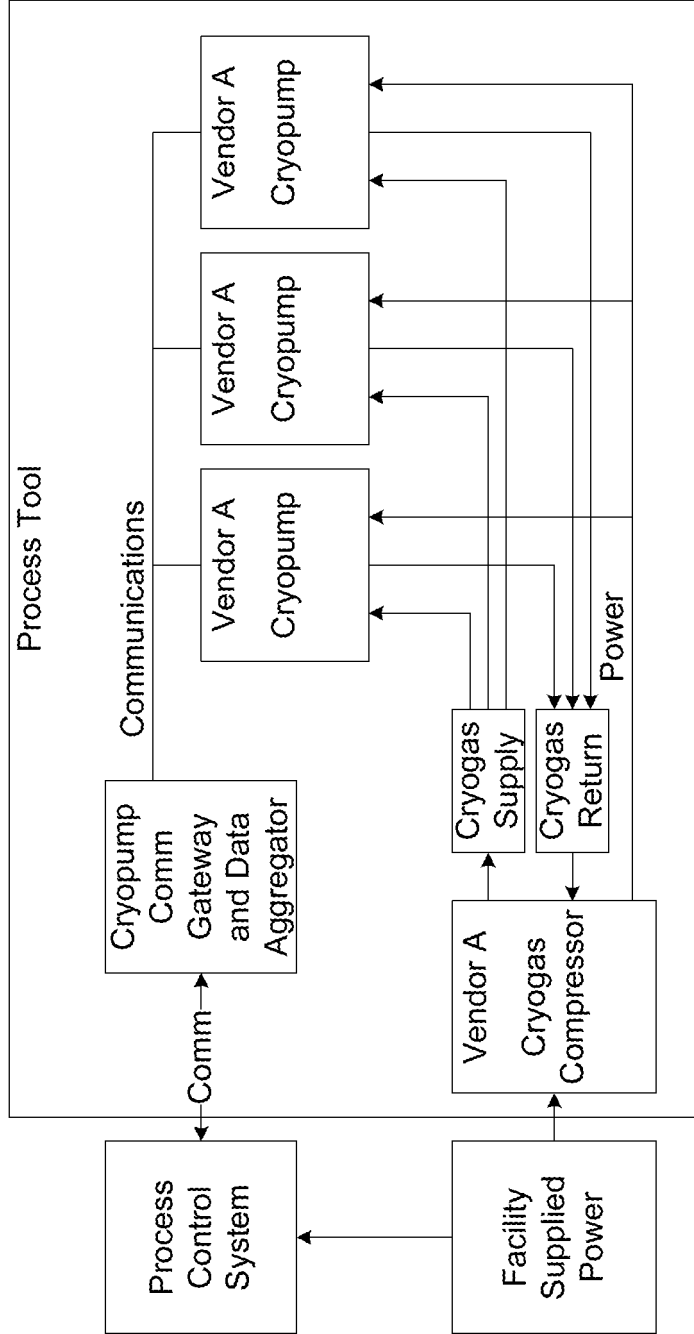 Process Tool
Process
Control
System
Comm
Cryopump
Comm
Gateway
and Data
Aggregator
Communications
Vendor A
Cryopump
Vendor A
Cryopump
Vendor A
Cryopump
Facility
Supplied
Power
Vendor A
Cryogas
Compressor
Cryogas
Supply
Cryogas
Return
Power